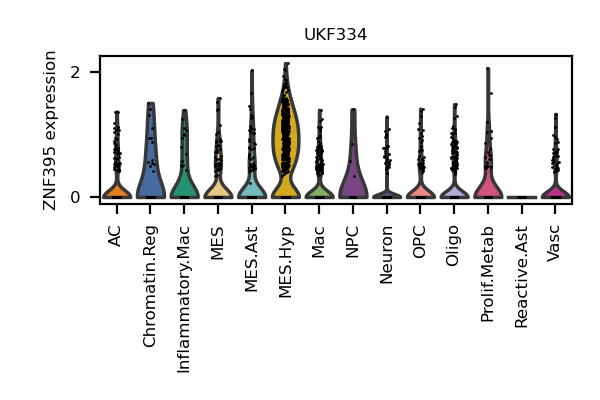 UKF334
ZNF395 expression
2
0
AC
Chromatin.Reg
Inflammatory.Mac
MES
MES.Ast
MES.Hyp
Mac
NPC
Neuron
OPC
Oligo
Prolif.Metab
Reactive.Ast
Vasc